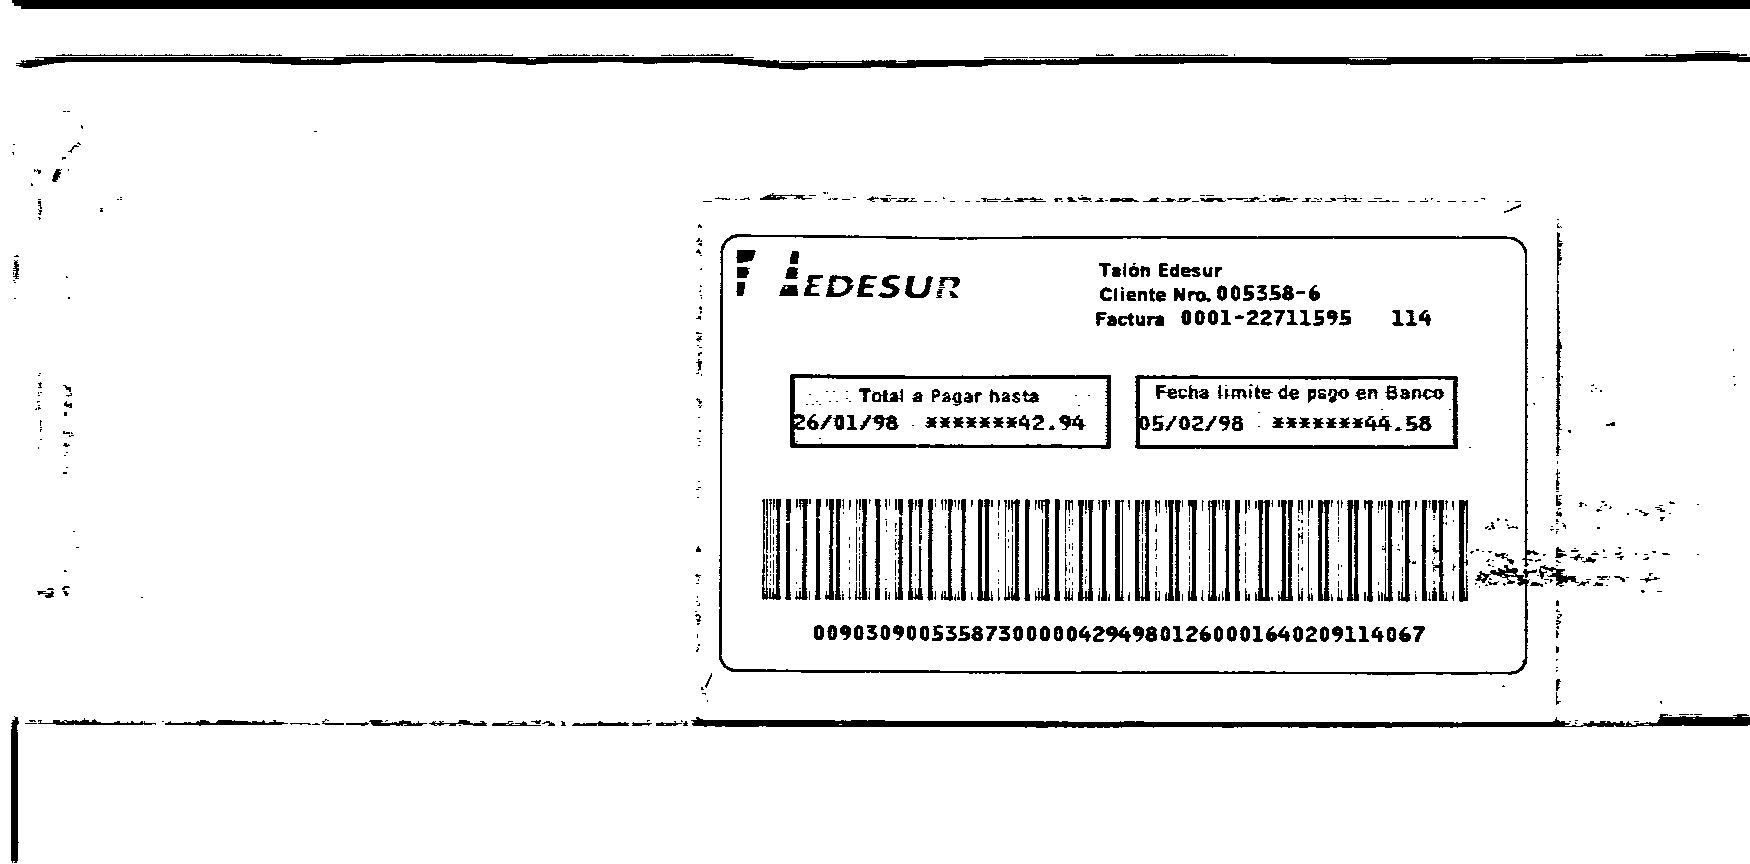 EDESUR
Talón Edesur
Cliente Nro. 005358-6
Factura 0001-22711595 114
Total a Pagar hasta
26/01/98 *******42.94
Fecha límite de pago en Banco
05/02/98 *******44.58
0090309005358730000042949801260001640209114067